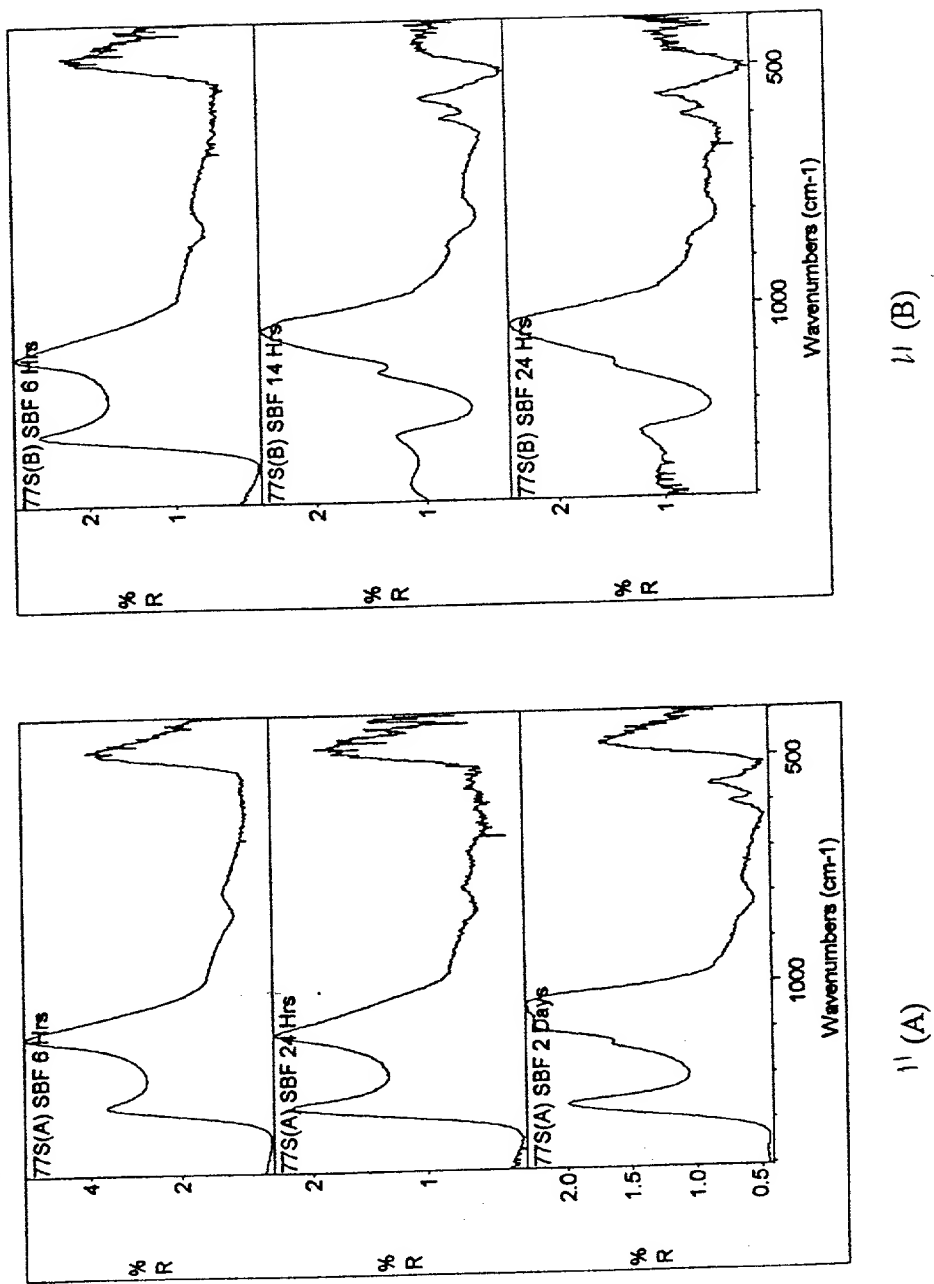 77S(A) SBF 6 Hrs
% R
4
2
77S(A) SBF 24 Hrs
% R
2
1
77S(A) SBF 2 Days
% R
2.0
1.5
1.0
0.5
1000
500
Wavenumbers (cm-1)
11 (A)
77S(B) SBF 6 Hrs
% R
2
1
77S(B) SBF 14 Hrs
% R
2
1
77S(B) SBF 24 Hrs
% R
2
1
1000
500
Wavenumbers (cm-1)
11 (B)